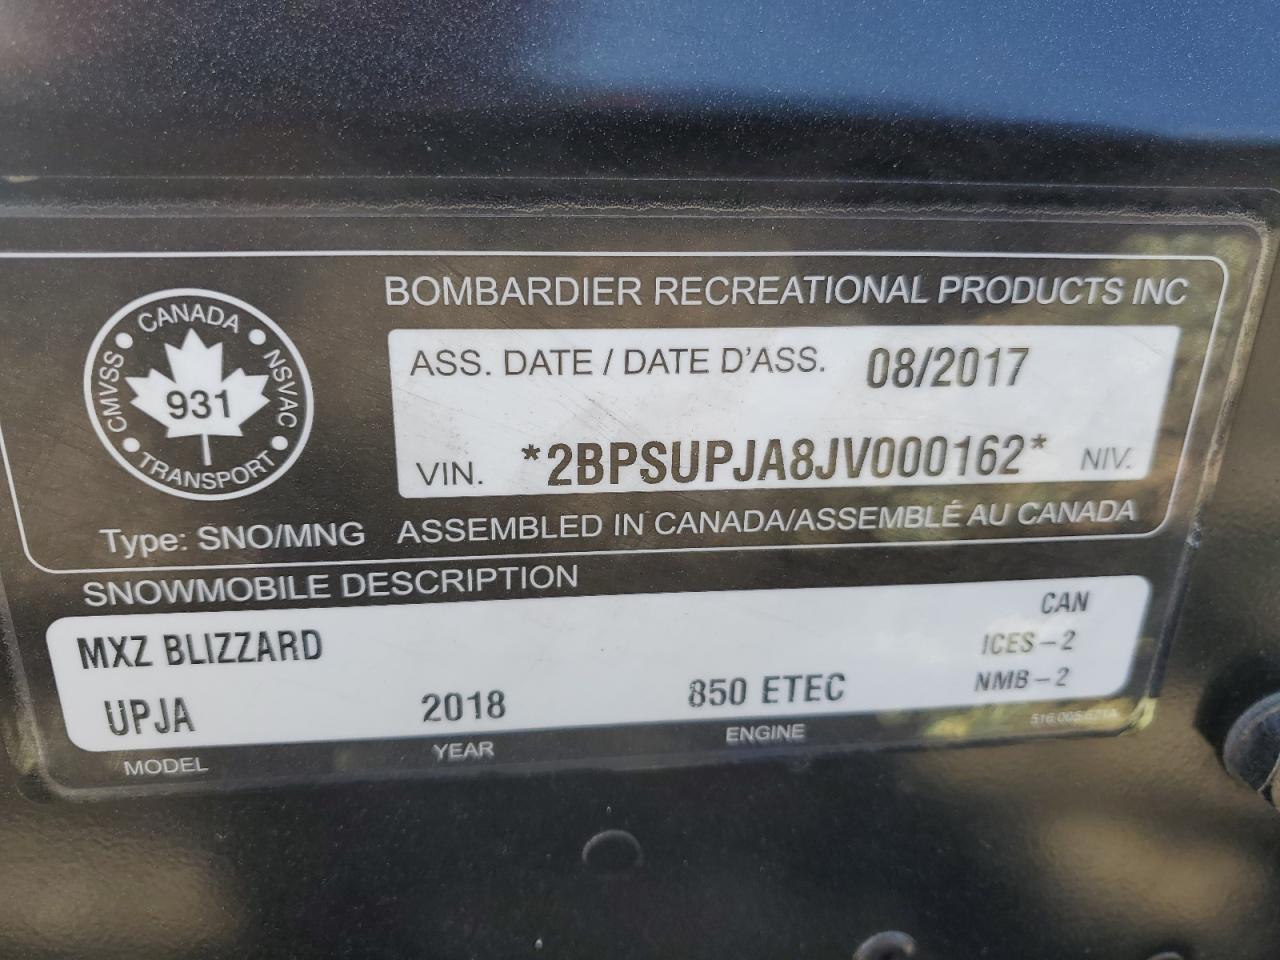 BOMBARDIER RECREATIONAL PRODUCTS INC
CANADA
CMVSS
NSVAC
931
TRANSPORT
ASS. DATE / DATE D'ASS. 08/2017
VIN. *2BPSUPJA8JV000162* NIV.
Type: SNO/MNG ASSEMBLED IN CANADA/ASSEMBLÉ AU CANADA
SNOWMOBILE DESCRIPTION
CAN
MXZ BLIZZARD ICES-2
UPJA 2018 850 ETEC NMB-2
MODEL YEAR ENGINE